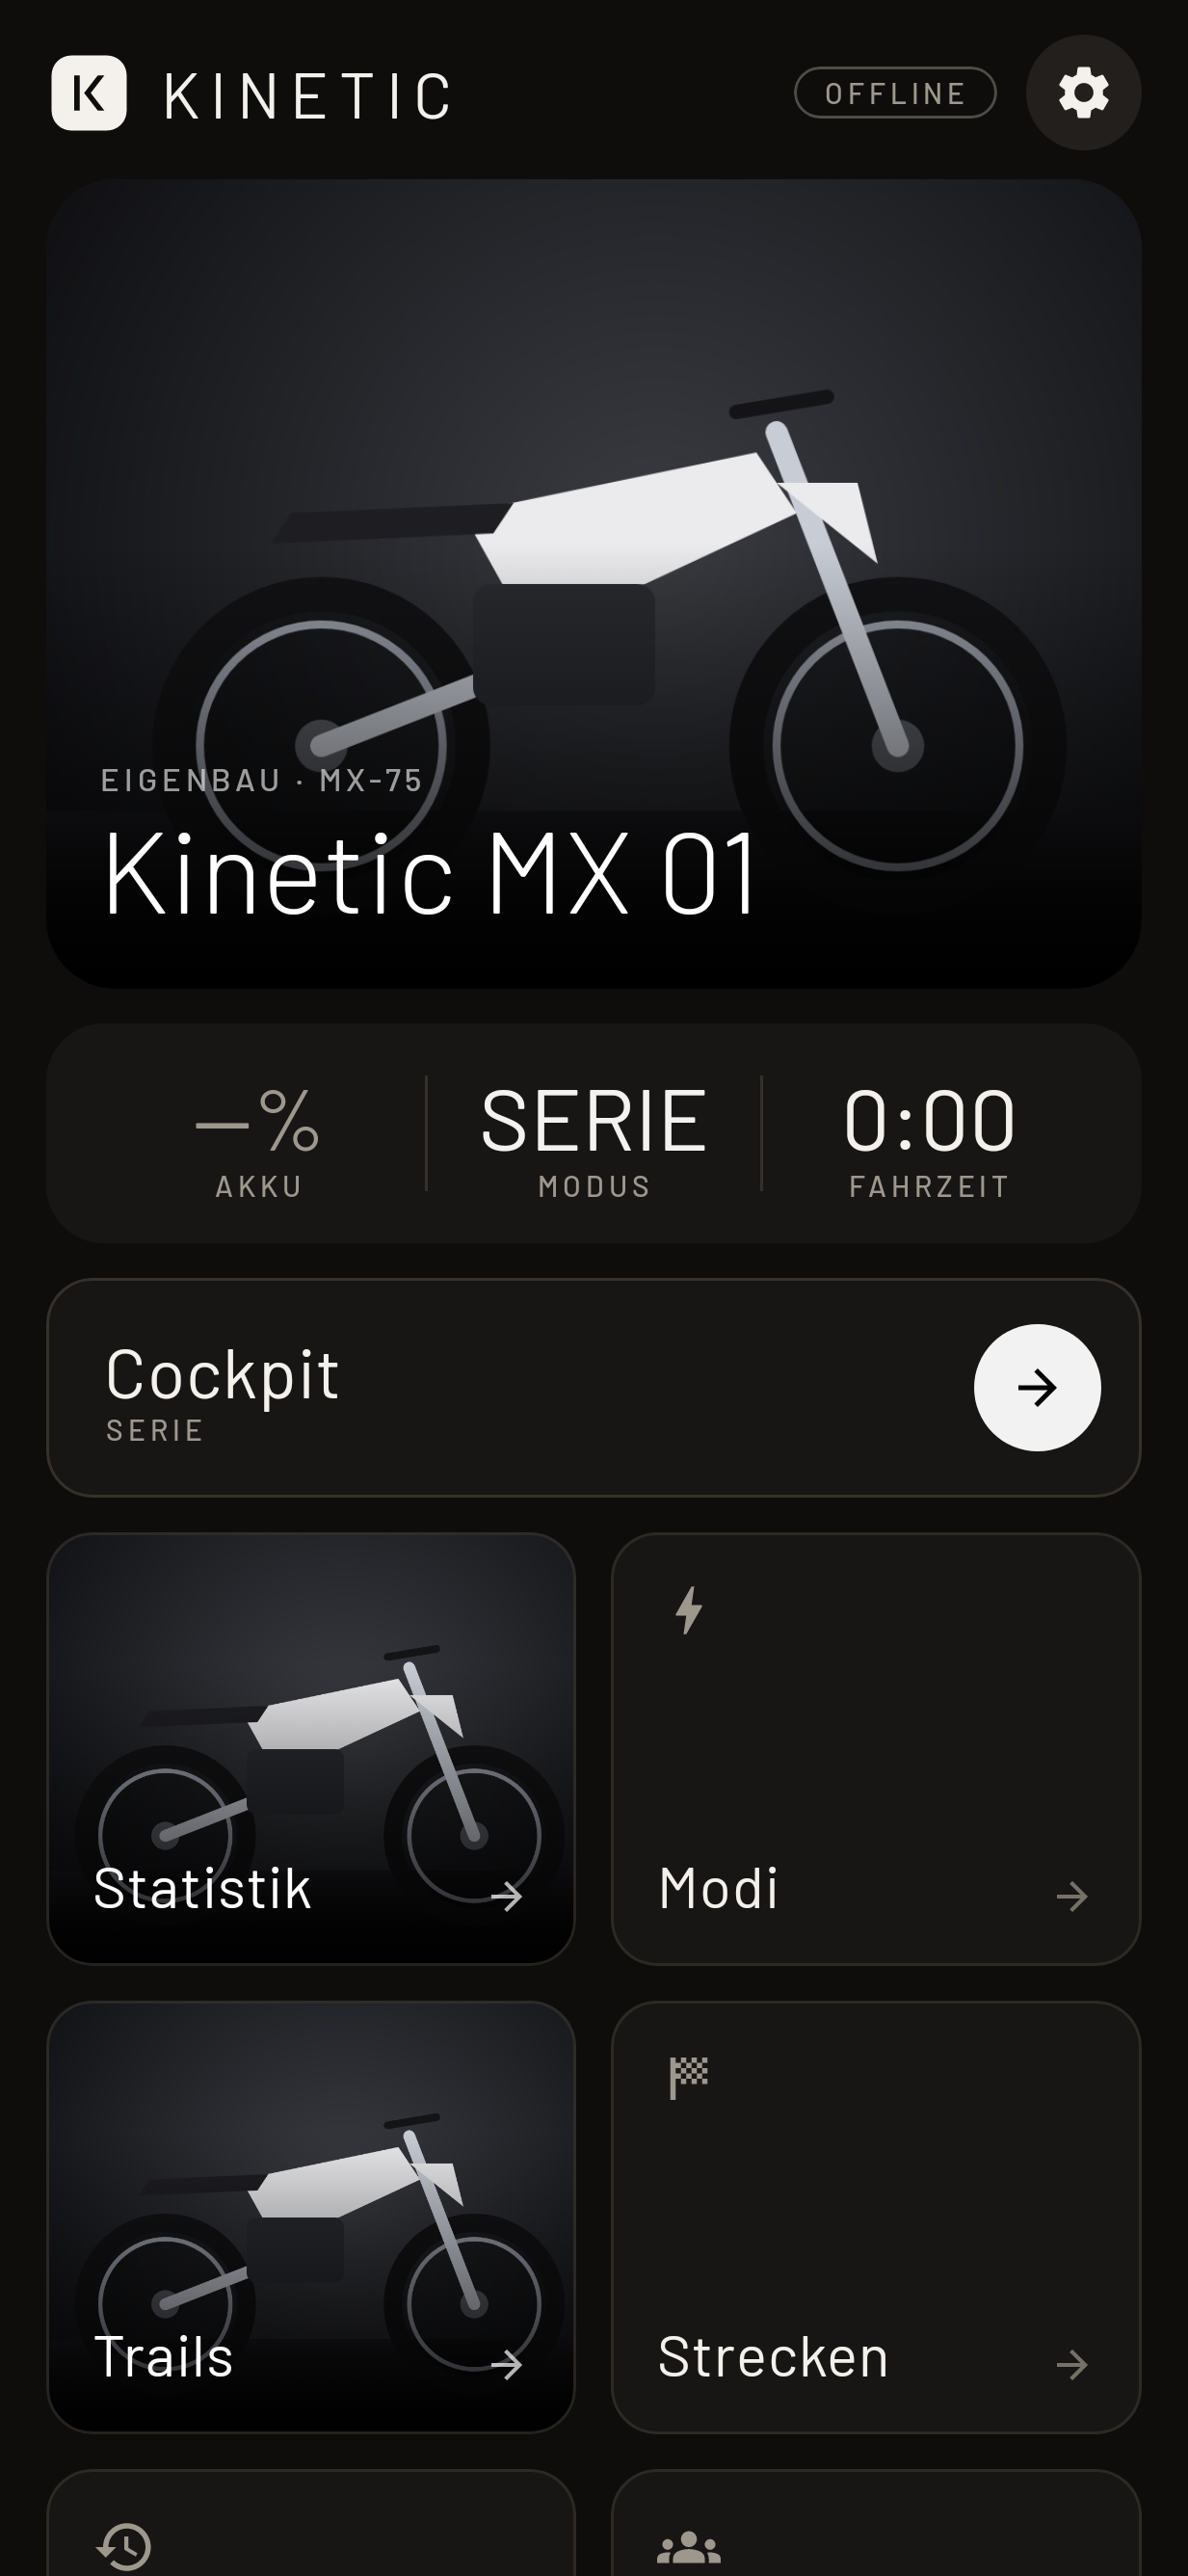 K KINETIC OFFLINE
EIGENBAU · MX-75
Kinetic MX 01
—% SERIE 0:00
AKKU MODUS FAHRZEIT
Cockpit
SERIE
Statistik Modi
Trails Strecken